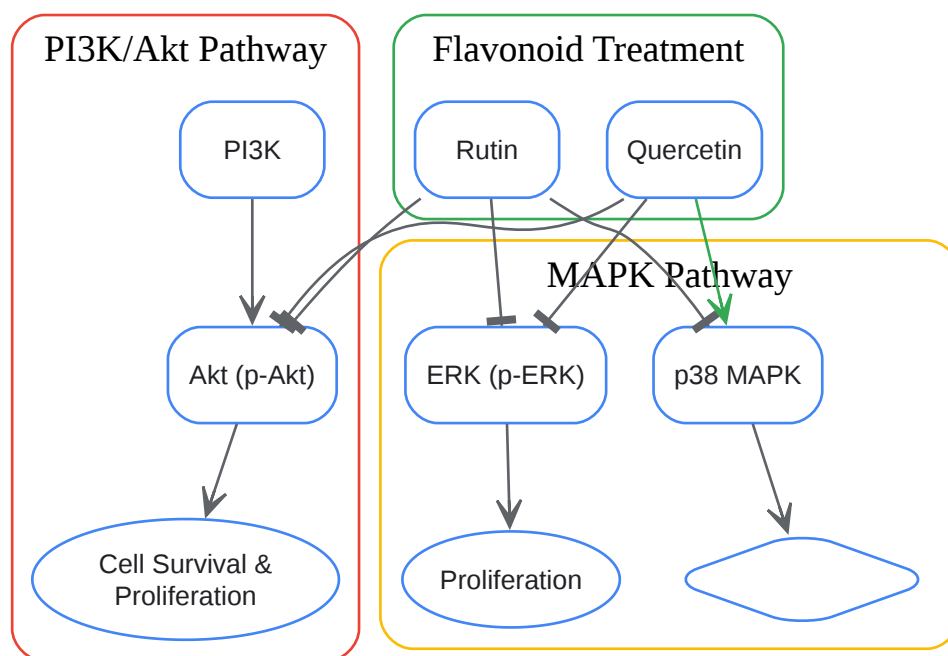 PI3K/Akt Pathway
Flavonoid Treatment
PI3K
Rutin
Quercetin
MAPK Pathway
Akt (p-Akt)
ERK (p-ERK)
p38 MAPK
Cell Survival &
Proliferation
Proliferation